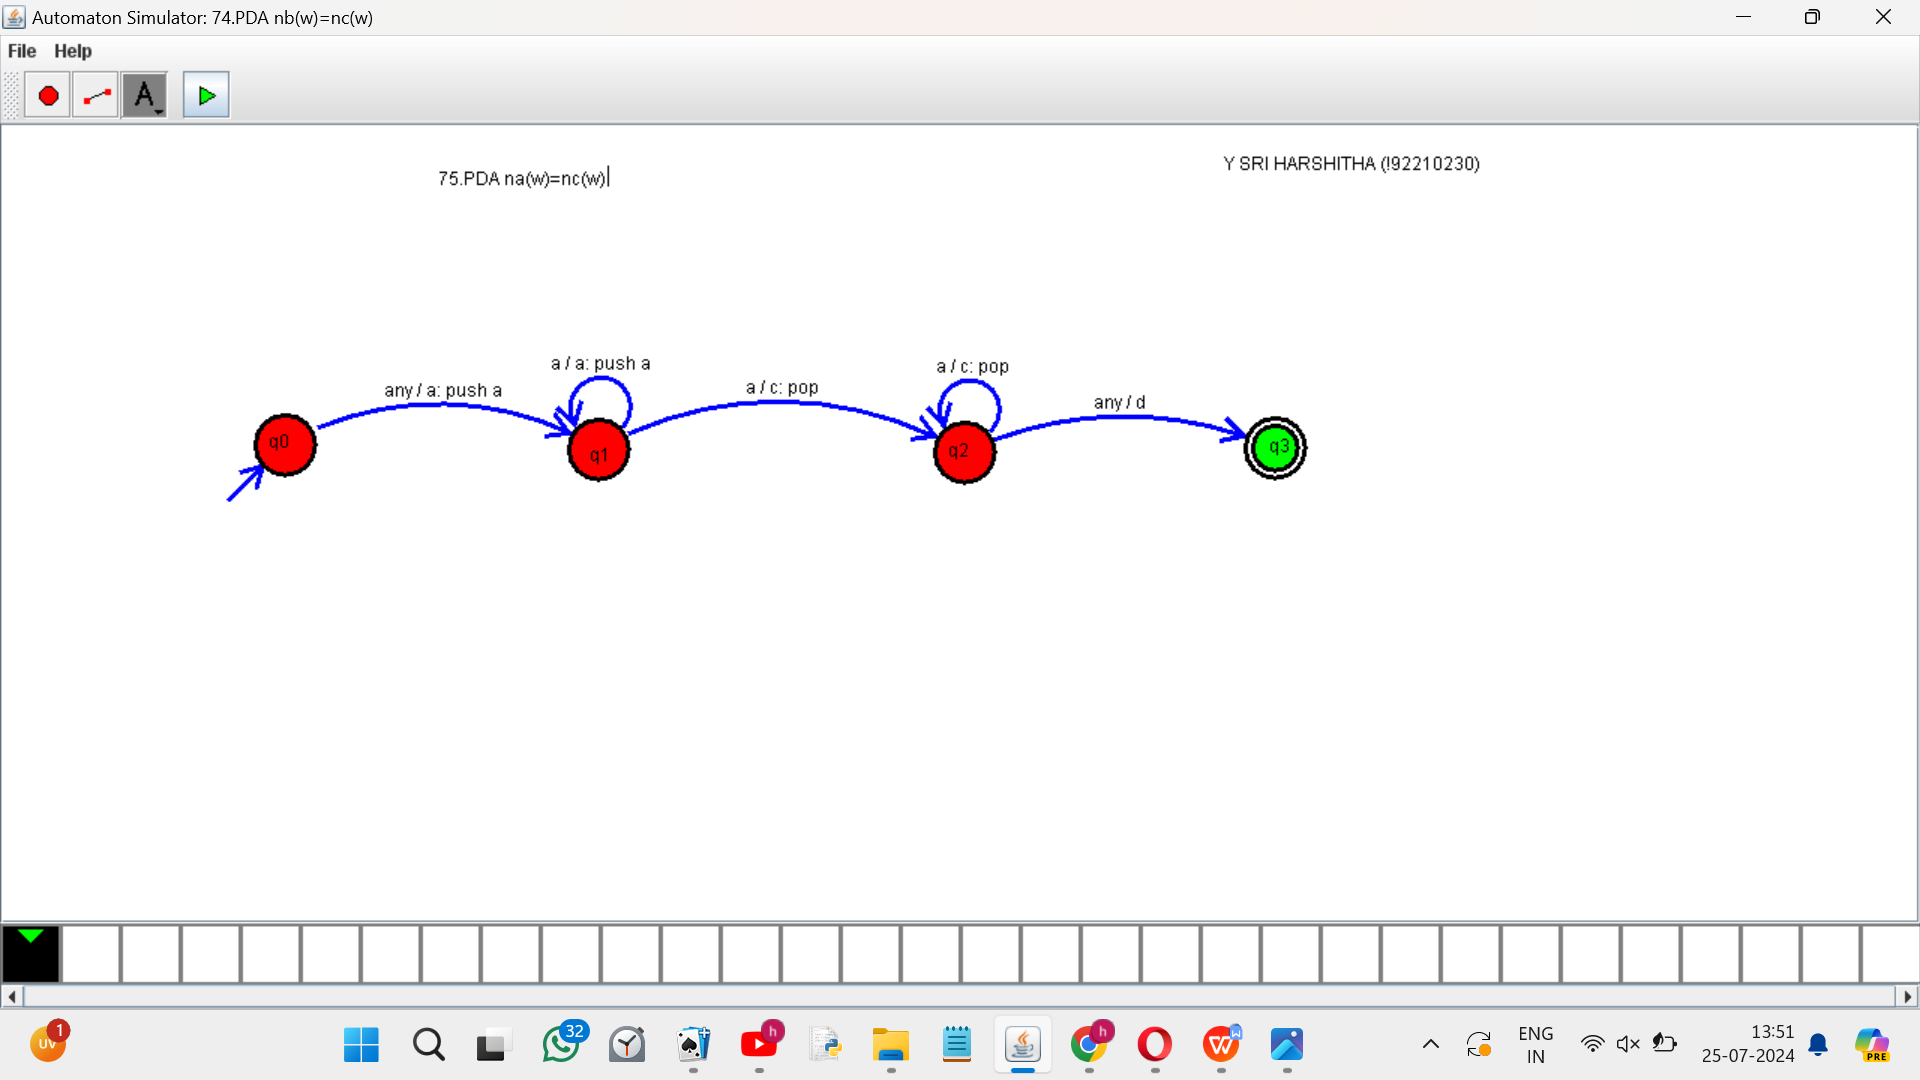 Automaton Simulator: 74.PDA nb(w)=nc(w)
File Help
A
75.PDA na(w)=nc(w)
Y SRI HARSHITHA (!92210230)
a / a: push a
a / c: pop
any / a: push a
a / c: pop
any / d
q0
q1
q2
q3
1
UV
32
h
h
W
W
ENG
IN
13:51
25-07-2024
PRE